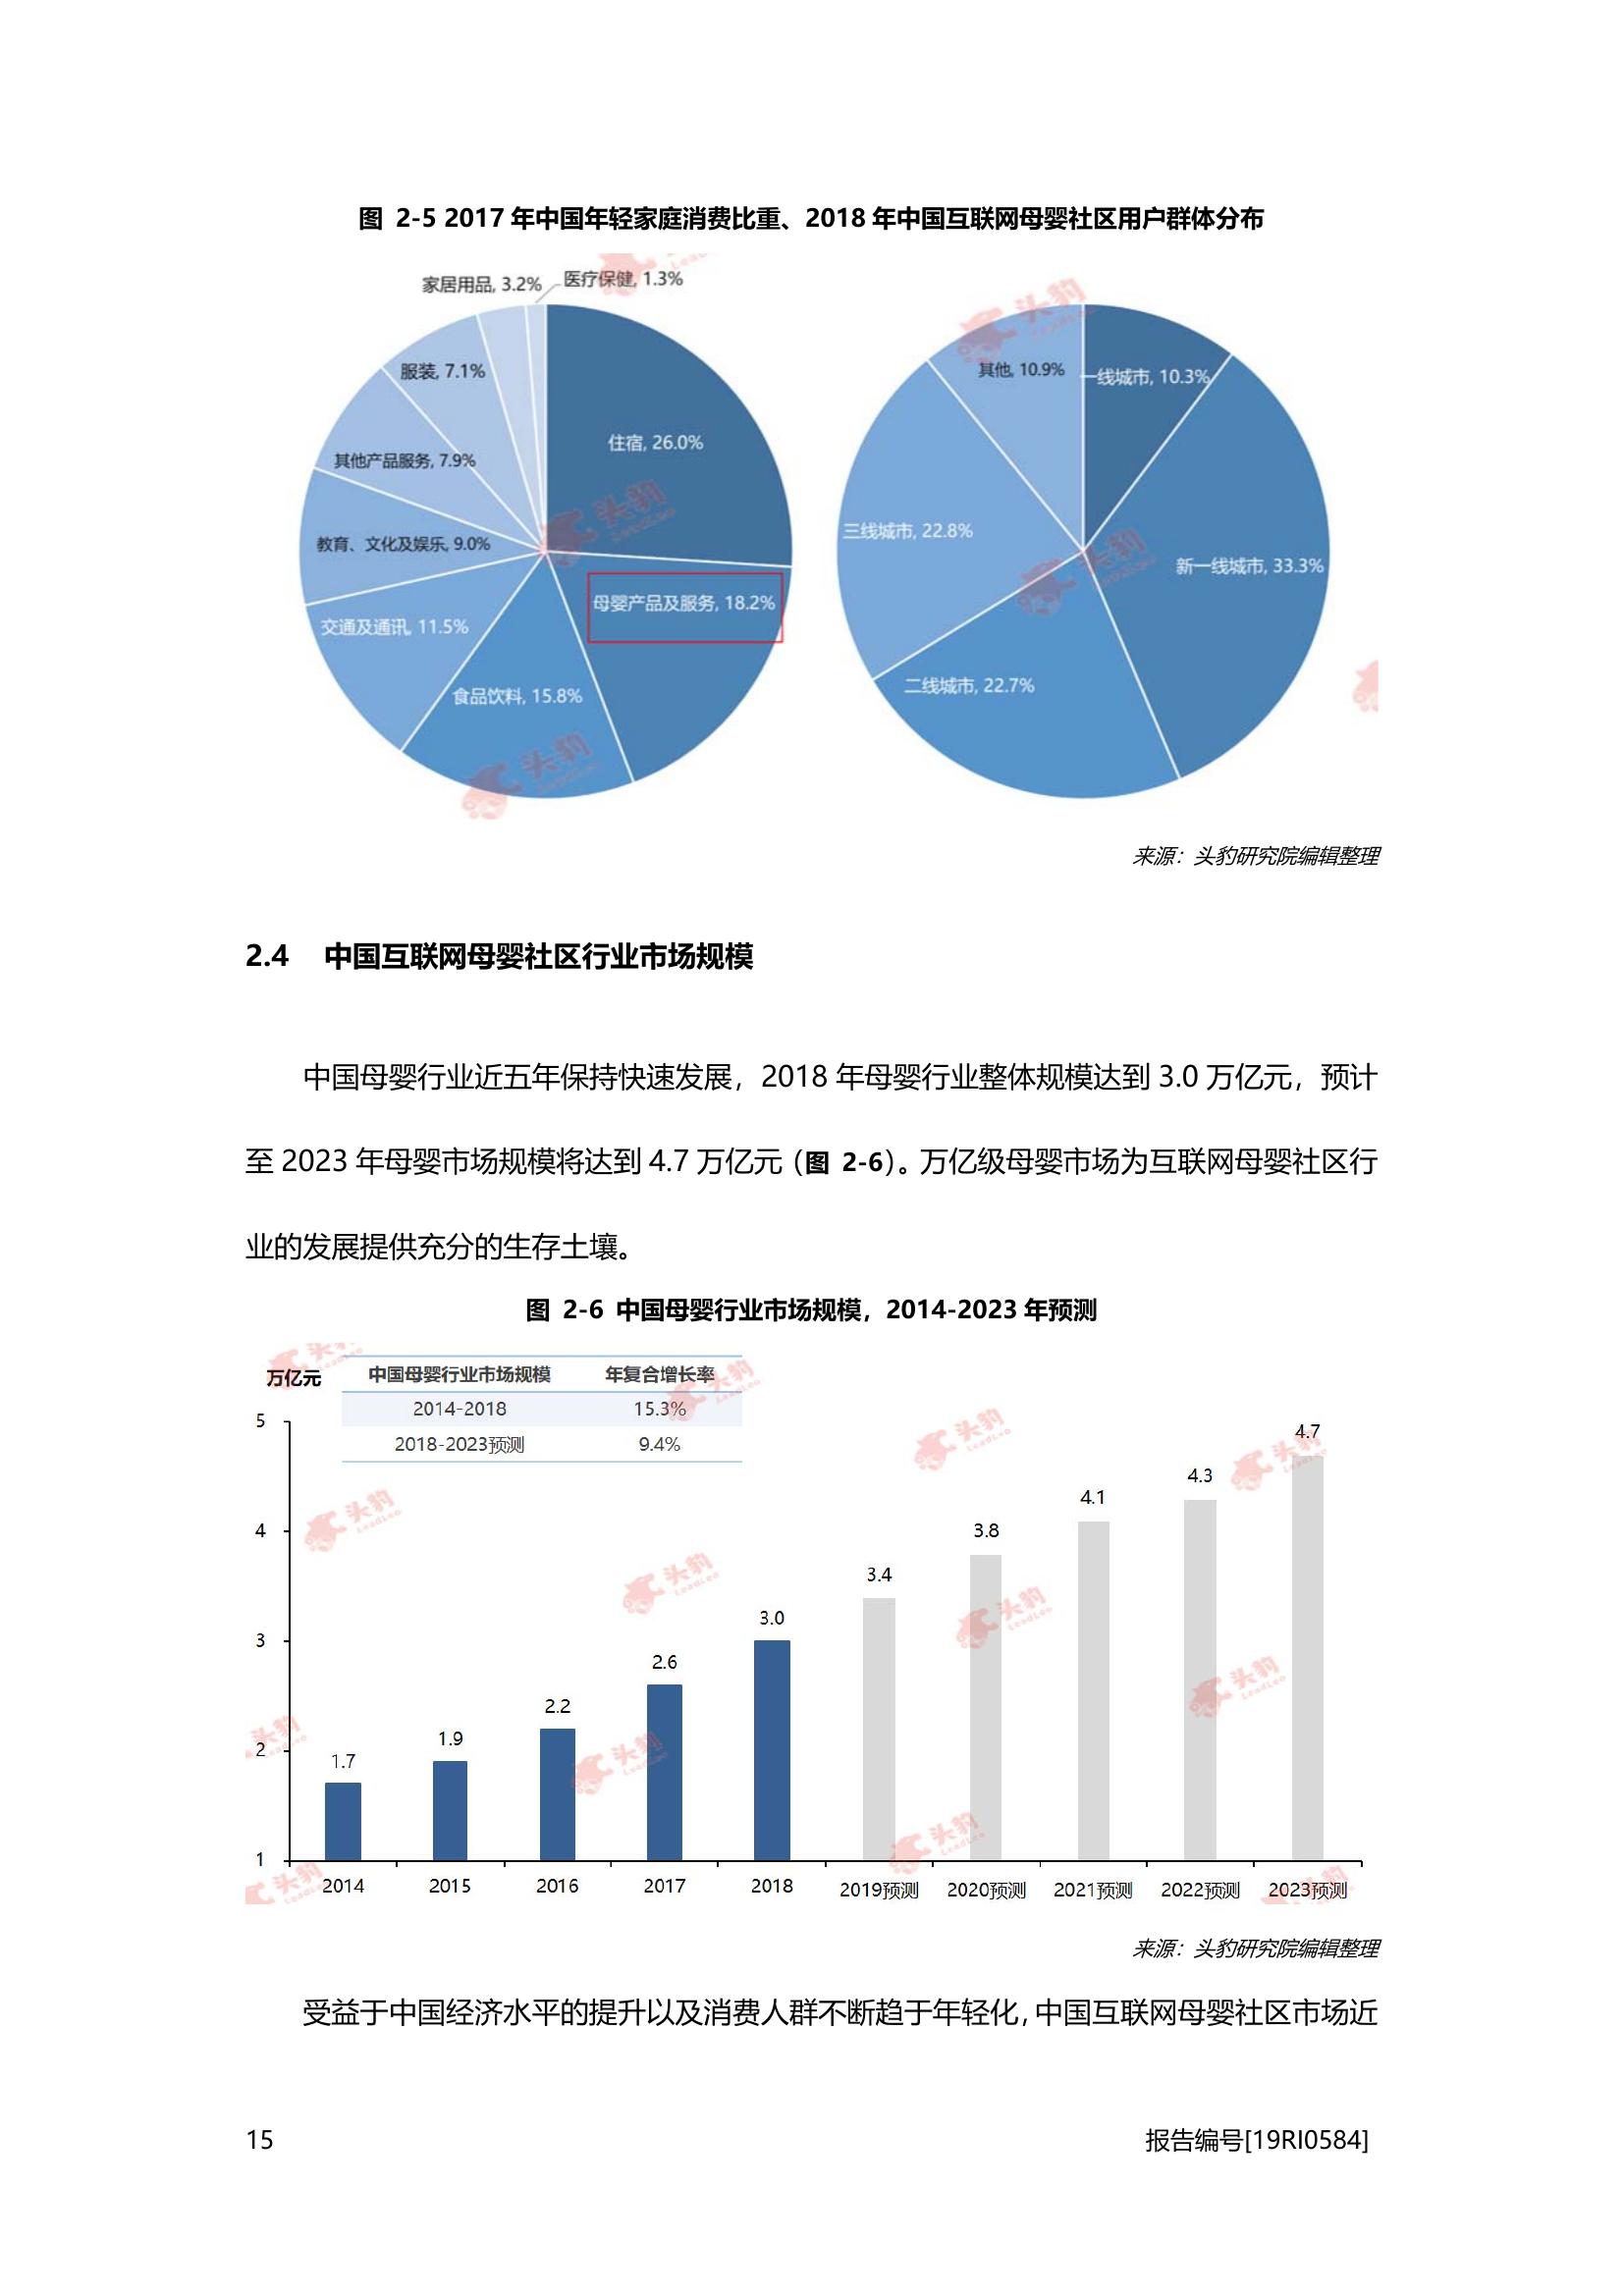 图 2-5 2017 年中国年轻家庭消费比重、2018 年中国互联网母婴社区用户群体分布
家居用品, 3.2%
医疗保健, 1.3%
服装, 7.1%
住宿, 26.0%
其他产品服务, 7.9%
教育、文化及娱乐, 9.0%
母婴产品及服务, 18.2%
交通及通讯, 11.5%
食品饮料, 15.8%
其他, 10.9%
一线城市, 10.3%
三线城市, 22.8%
新一线城市, 33.3%
二线城市, 22.7%
来源：头豹研究院编辑整理
2.4 中国互联网母婴社区行业市场规模
中国母婴行业近五年保持快速发展，2018 年母婴行业整体规模达到 3.0 万亿元，预计
至 2023 年母婴市场规模将达到 4.7 万亿元（图 2-6）。万亿级母婴市场为互联网母婴社区行
业的发展提供充分的生存土壤。
图 2-6 中国母婴行业市场规模，2014-2023 年预测
万亿元
中国母婴行业市场规模 年复合增长率
2014-2018 15.3%
2018-2023预测 9.4%
5
4
3
2
1
1.7
1.9
2.2
2.6
3.0
3.4
3.8
4.1
4.3
4.7
2014 2015 2016 2017 2018 2019预测 2020预测 2021预测 2022预测 2023预测
头豹
LeadLeo
来源：头豹研究院编辑整理
受益于中国经济水平的提升以及消费人群不断趋于年轻化，中国互联网母婴社区市场近
15 报告编号[19RI0584]